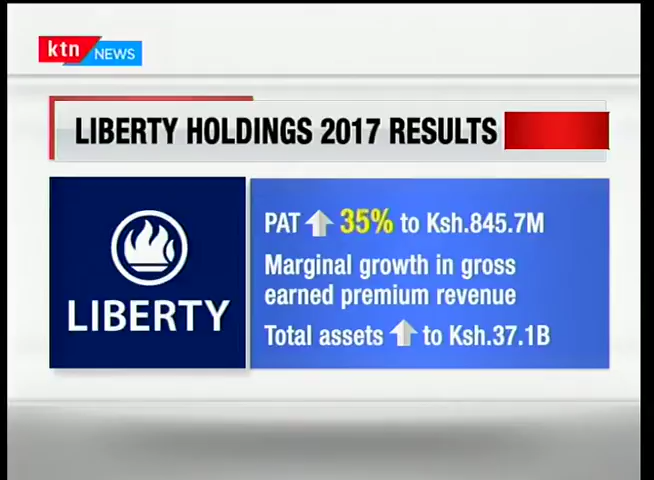 ktn NEWS
LIBERTY HOLDINGS 2017 RESULTS
LIBERTY
PAT 35% to Ksh.845.7M
Marginal growth in gross
earned premium revenue
Total assets to Ksh.37.1B